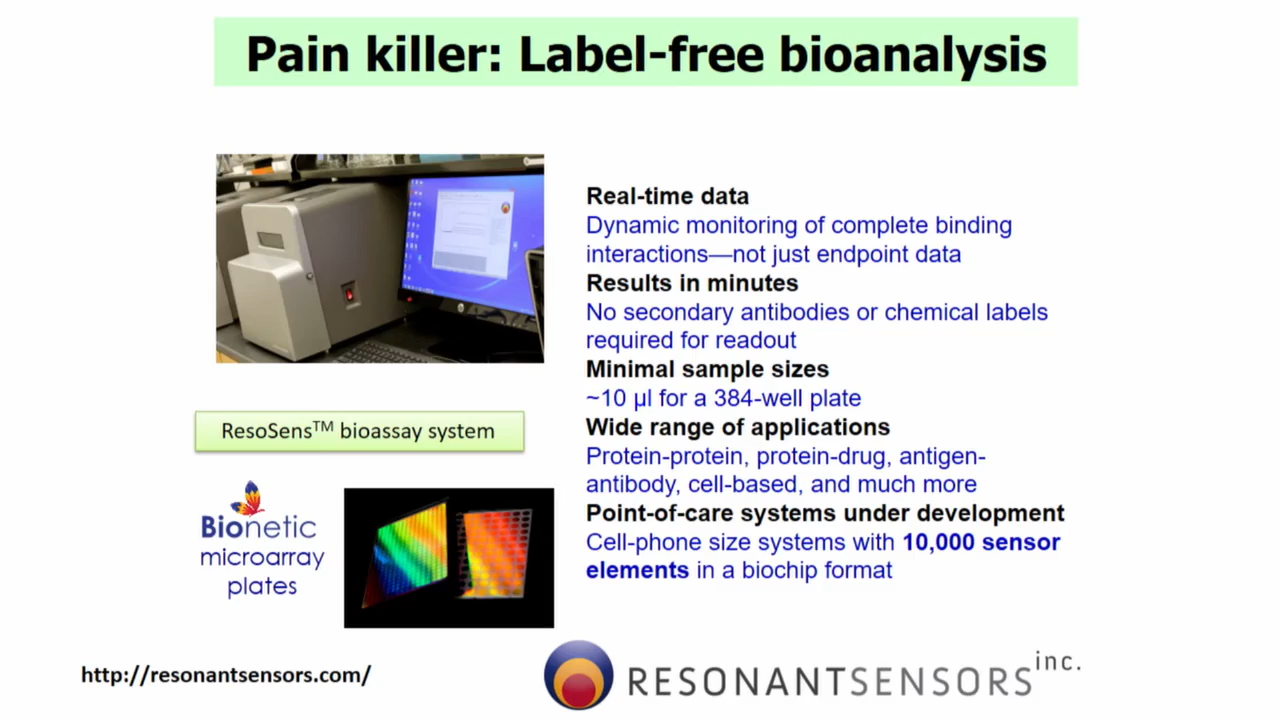 Pain killer: Label-free bioanalysis
Real-time data
Dynamic monitoring of complete binding
interactions—not just endpoint data
Results in minutes
No secondary antibodies or chemical labels
required for readout
Minimal sample sizes
~10 µl for a 384-well plate
Wide range of applications
Protein-protein, protein-drug, antigen-
antibody, cell-based, and much more
Point-of-care systems under development
Cell-phone size systems with 10,000 sensor
elements in a biochip format
ResoSens™ bioassay system
Bionetic
microarray
plates
http://resonantsensors.com/
RESONANTSENSORS inc.